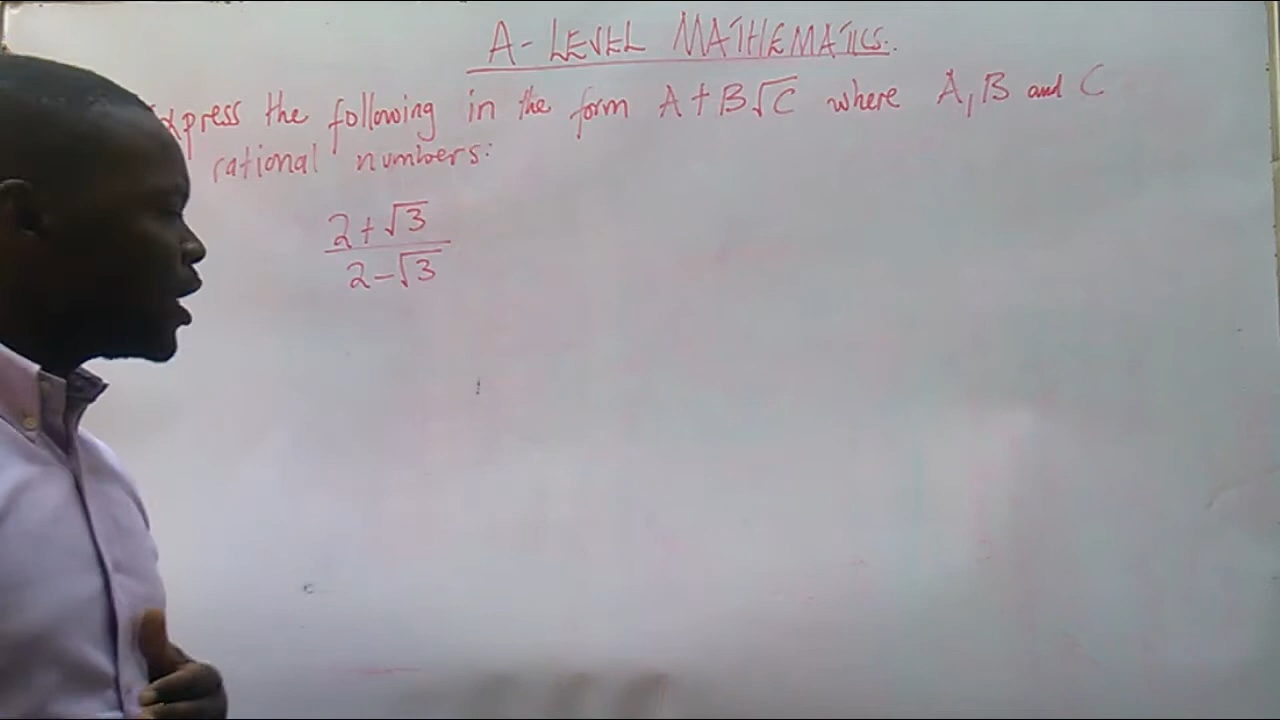 A-LEVEL MATHEMATICS.
xpress the following in the form A+B√C where A, B and C
rational numbers:
2+√3
2-√3